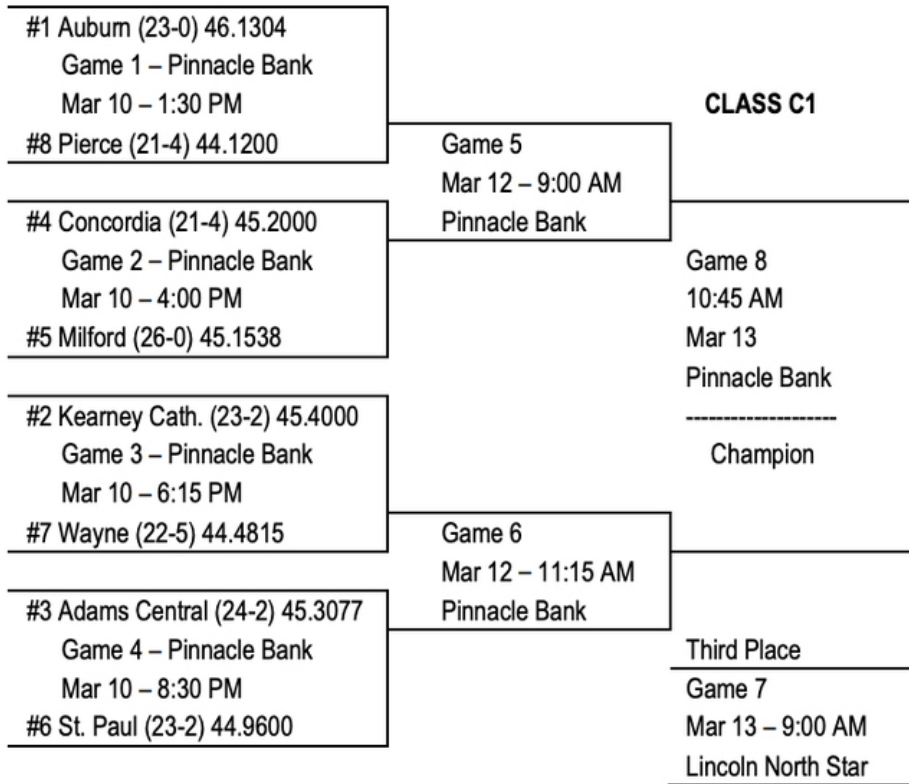 #1 Auburn (23-0) 46.1304
Game 1 – Pinnacle Bank
Mar 10 – 1:30 PM
#8 Pierce (21-4) 44.1200
#4 Concordia (21-4) 45.2000
Game 2 – Pinnacle Bank
Mar 10 – 4:00 PM
#5 Milford (26-0) 45.1538
#2 Kearney Cath. (23-2) 45.4000
Game 3 – Pinnacle Bank
Mar 10 – 6:15 PM
#7 Wayne (22-5) 44.4815
#3 Adams Central (24-2) 45.3077
Game 4 – Pinnacle Bank
Mar 10 – 8:30 PM
#6 St. Paul (23-2) 44.9600
Game 5
Mar 12 – 9:00 AM
Pinnacle Bank
Game 6
Mar 12 – 11:15 AM
Pinnacle Bank
CLASS C1
Game 8
10:45 AM
Mar 13
Pinnacle Bank
--------------------
Champion
Third Place
Game 7
Mar 13 – 9:00 AM
Lincoln North Star